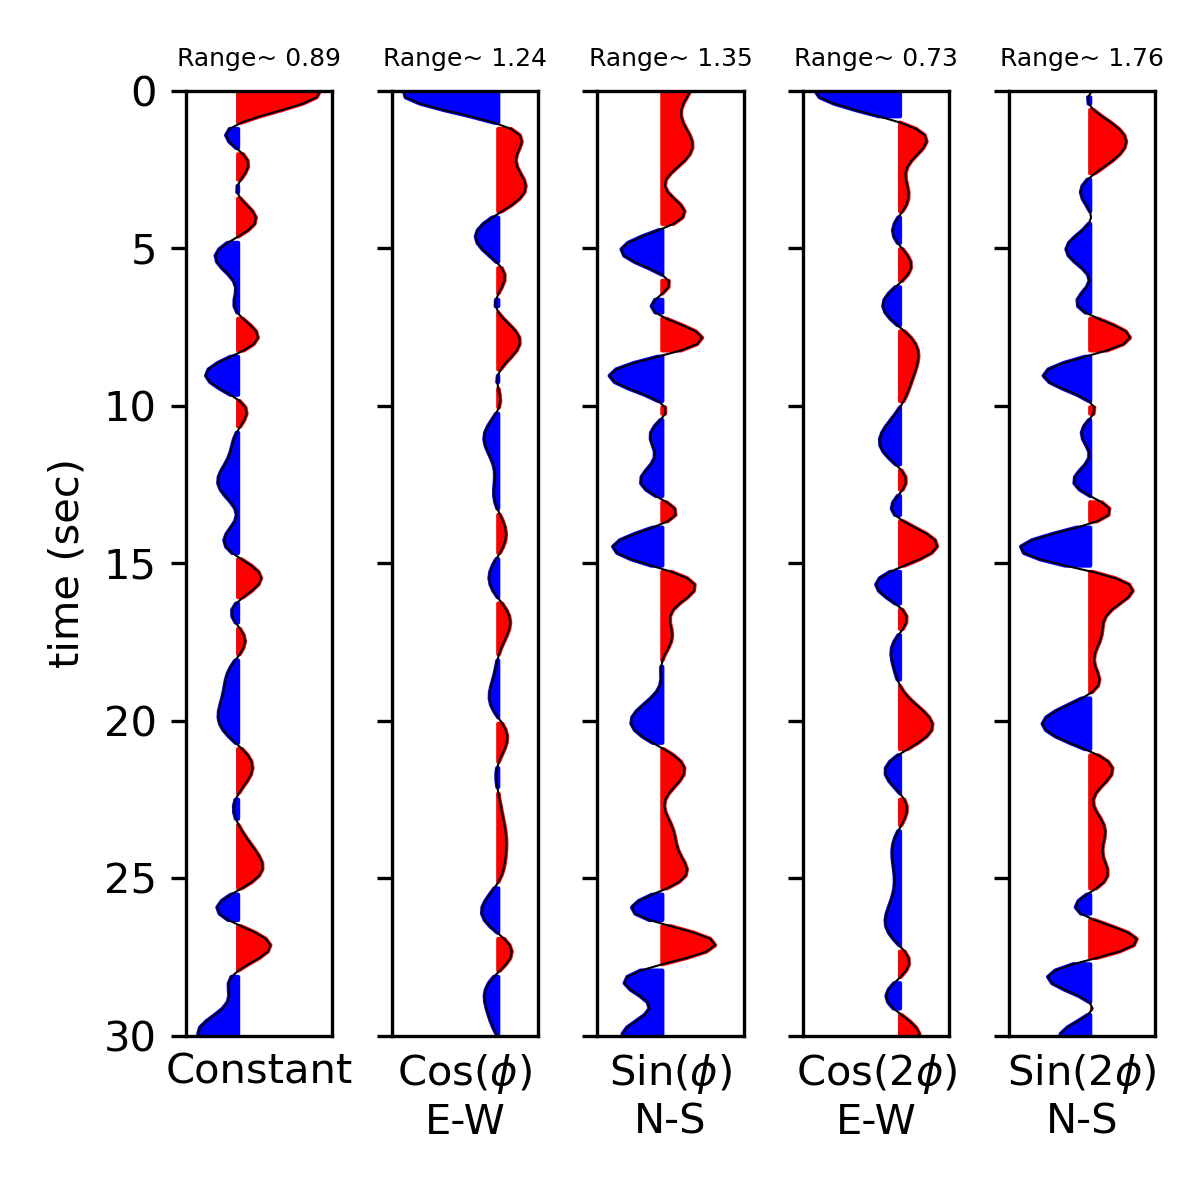 Range~ 0.89 Range~ 1.24 Range~ 1.35 Range~ 0.73 Range~ 1.76
0
5
10
15
20
25
30
time (sec)
Constant Cos(ϕ) Sin(ϕ) Cos(2ϕ) Sin(2ϕ)
E-W N-S E-W N-S